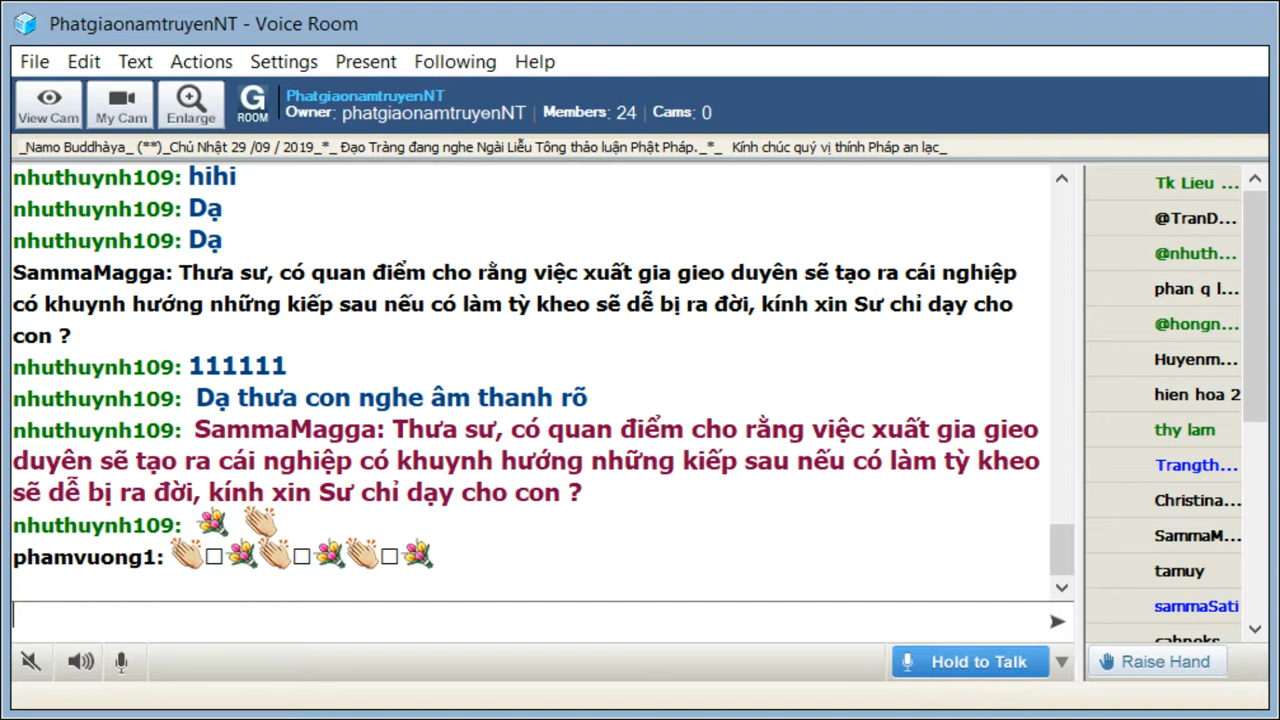 PhatgiaonamtruyenNT - Voice Room
File Edit Text Actions Settings Present Following Help
View Cam My Cam Enlarge G ROOM PhatgiaonamtruyenNT
Owner: phatgiaonamtruyenNT | Members: 24 | Cams: 0
_Namo Buddhàya_ (**)_Chủ Nhật 29 /09 / 2019_*_ Đạo Tràng đang nghe Ngài Liễu Tông thảo luận Phật Pháp._*_ Kính chúc quý vị thính Pháp an lạc_
nhuthuynh109: hihi
nhuthuynh109: Dạ
nhuthuynh109: Dạ
SammaMagga: Thưa sư, có quan điểm cho rằng việc xuất gia gieo duyên sẽ tạo ra cái nghiệp
có khuynh hướng những kiếp sau nếu có làm tỳ kheo sẽ dễ bị ra đời, kính xin Sư chỉ dạy cho
con ?
nhuthuynh109: 111111
nhuthuynh109: Dạ thưa con nghe âm thanh rõ
nhuthuynh109: SammaMagga: Thưa sư, có quan điểm cho rằng việc xuất gia gieo
duyên sẽ tạo ra cái nghiệp có khuynh hướng những kiếp sau nếu có làm tỳ kheo
sẽ dễ bị ra đời, kính xin Sư chỉ dạy cho con ?
nhuthuynh109:
phamvuong1:
Tk Lieu ...
@TranD...
@nhuth...
phan q l...
@hongn...
Huyenm...
hien hoa 2
thy lam
Trangth...
Christina...
SammaM...
tamuy
sammaSati
Hold to Talk
Raise Hand